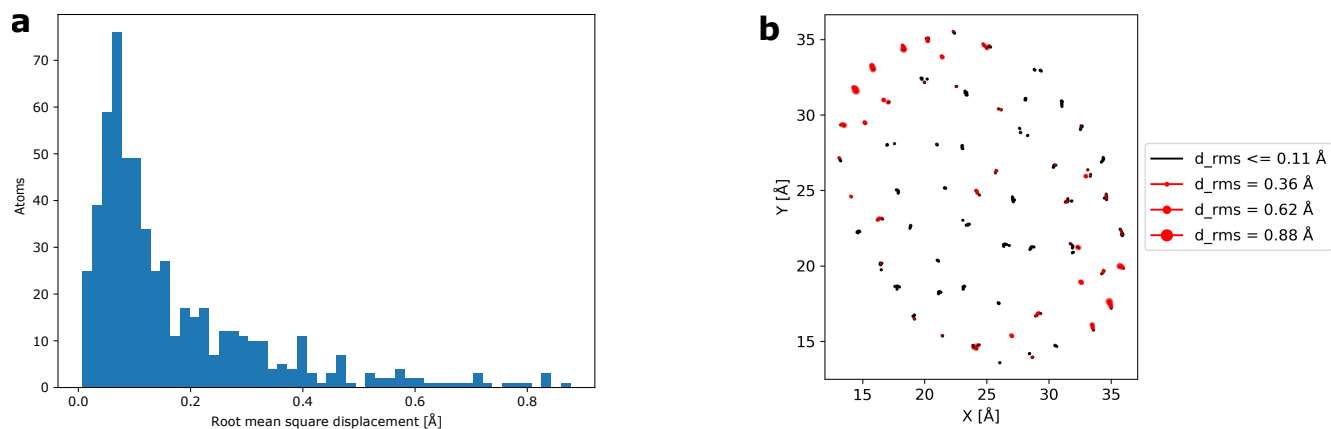 a
Atoms
70
60
50
40
30
20
10
0
0.0 0.2 0.4 0.6 0.8
Root mean square displacement [Å]
b
Y [Å]
35
30
25
20
15
15 20 25 30 35
X [Å]
d_rms <= 0.11 Å
d_rms = 0.36 Å
d_rms = 0.62 Å
d_rms = 0.88 Å